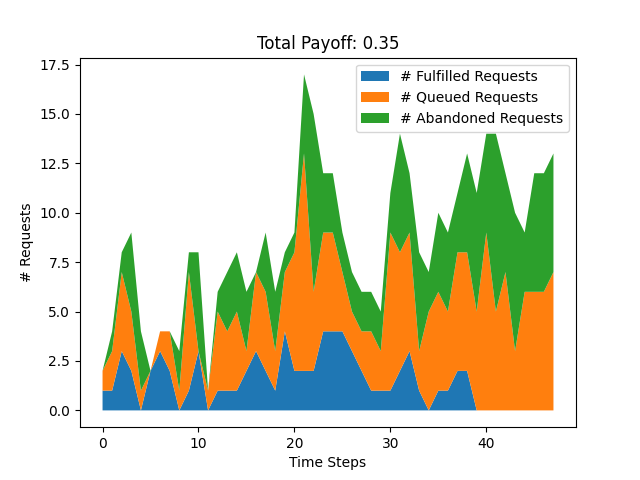 Total Payoff: 0.35
# Fulfilled Requests
# Queued Requests
# Abandoned Requests
17.5
15.0
12.5
10.0
7.5
5.0
2.5
0.0
# Requests
0 10 20 30 40
Time Steps